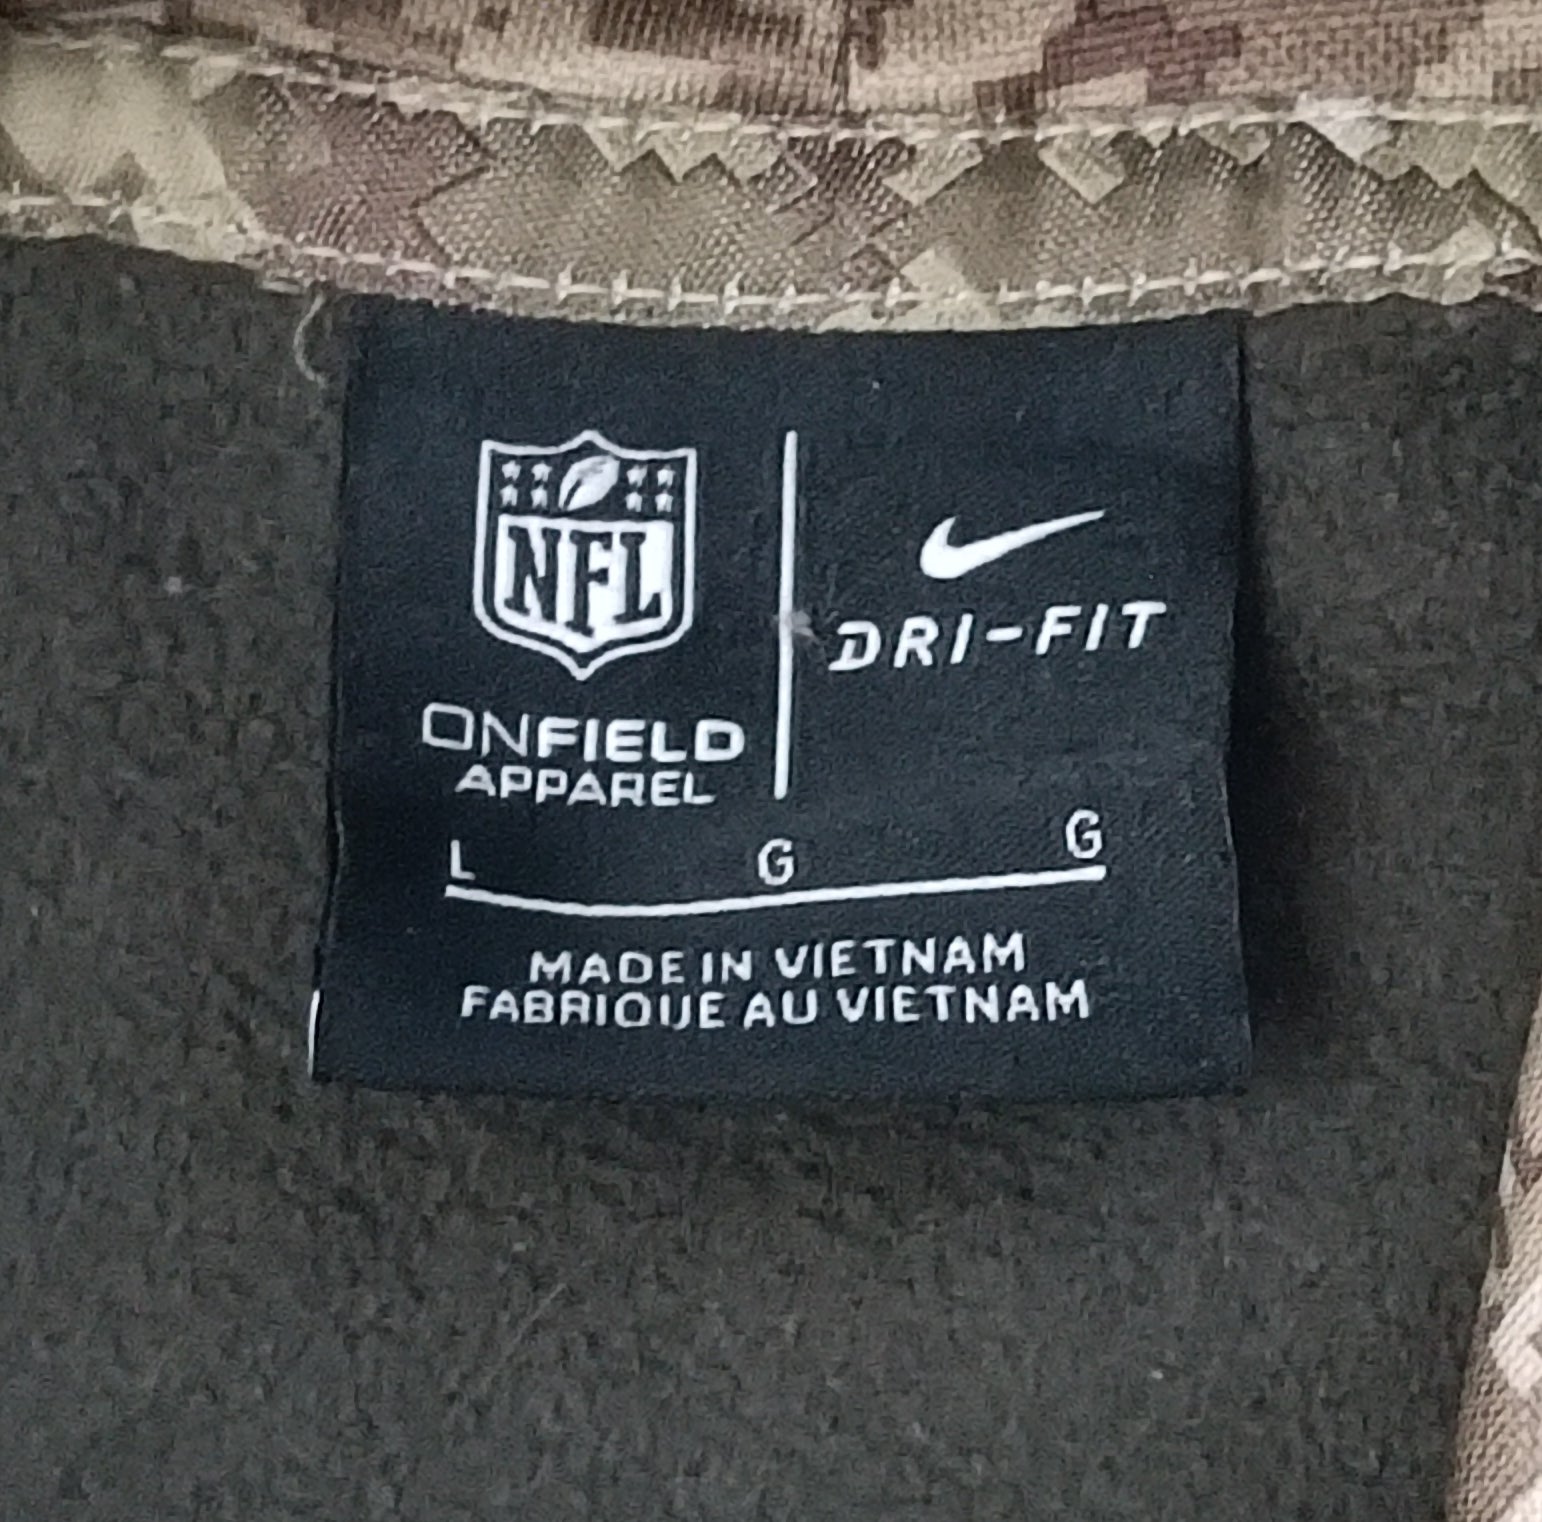 NFL
ONFIELD
APPAREL
DRI-FIT
L G G
MADE IN VIETNAM
FABRIQUE AU VIETNAM